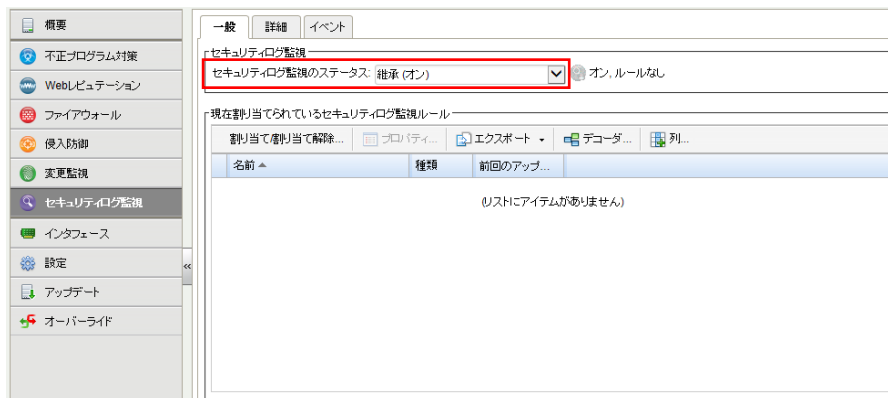 概要
不正プログラム対策
Webレピュテーション
ファイアウォール
侵入防御
変更監視
セキュリティログ監視
インタフェース
設定
アップデート
オーバーライド
一般 詳細 イベント
セキュリティログ監視
セキュリティログ監視のステータス: 継承 (オン) オン, ルールなし
現在割り当てられているセキュリティログ監視ルール
割り当て/割り当て解除... プロパティ... エクスポート デコーダ... 列...
名前 種類 前回のアップ...
(リストにアイテムがありません)
«